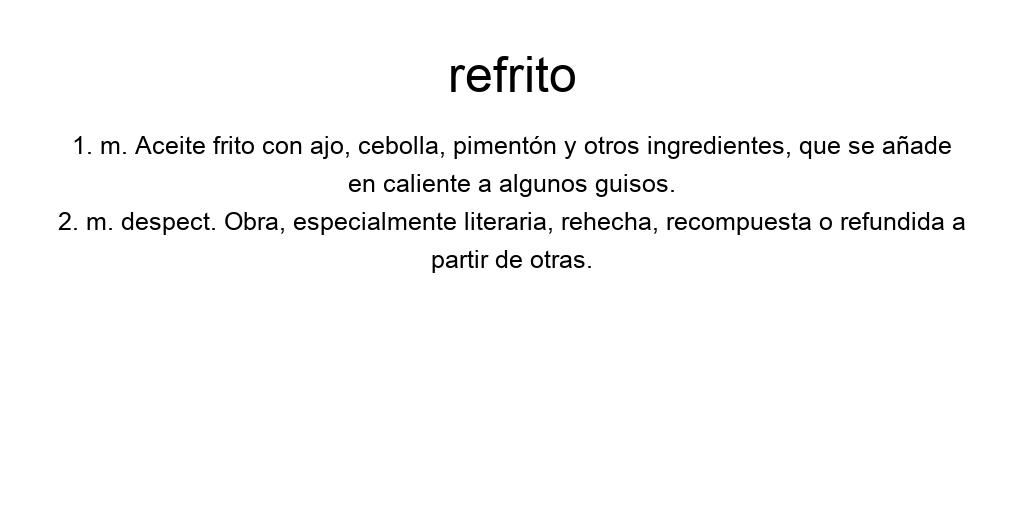 refrito
1. m. Aceite frito con ajo, cebolla, pimentón y otros ingredientes, que se añade
en caliente a algunos guisos.
2. m. despect. Obra, especialmente literaria, rehecha, recompuesta o refundida a
partir de otras.